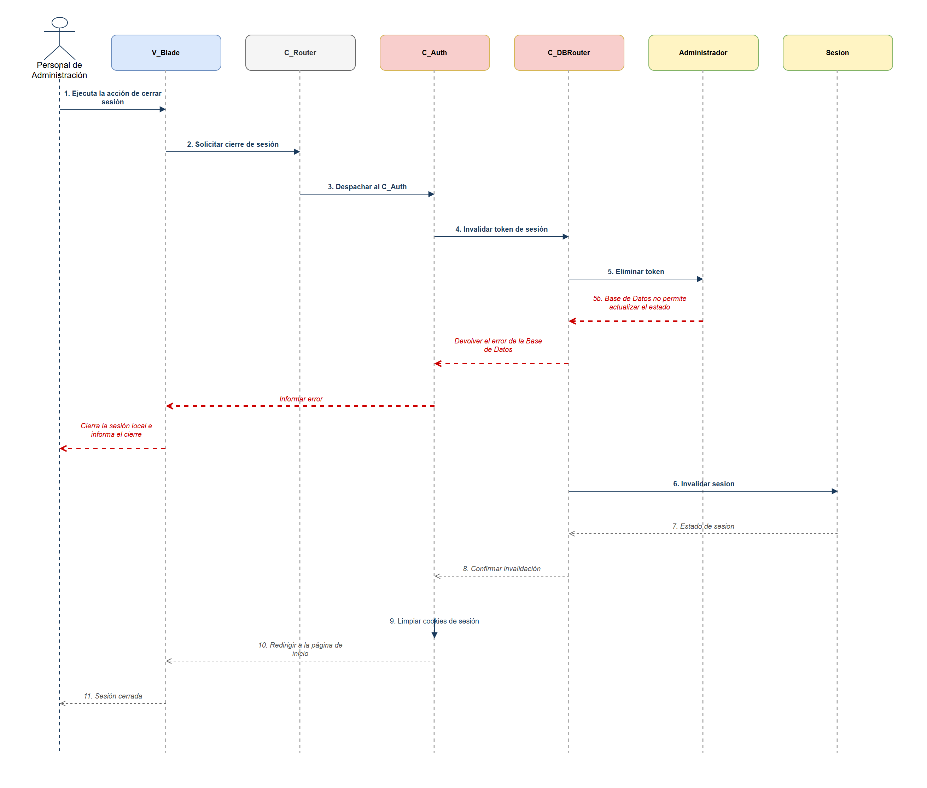 V_Blade
C_Router
C_Auth
C_DBRouter
Administrador
Sesion
Personal de
Administración
1. Ejecuta la acción de cerrar
sesión
2. Solicitar cierre de sesión
3. Despachar al C_Auth
4. Invalidar token de sesión
5. Eliminar token
5b. Base de Datos no permite
actualizar el estado
Devolver el error de la Base
de Datos
Informar error
Cierra la sesión local e
informa el cierre
6. Invalidar sesion
7. Estado de sesion
8. Confirmar invalidación
9. Limpiar cookies de sesión
10. Redirigir a la página de
inicio
11. Sesión cerrada